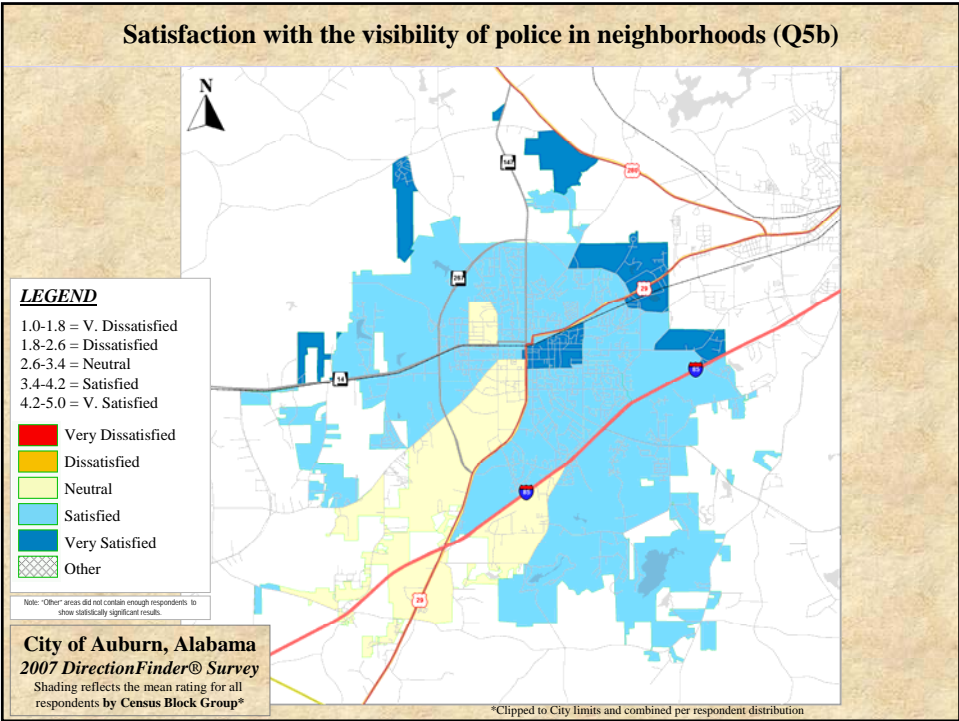 Satisfaction with the visibility of police in neighborhoods (Q5b)
N
147
280
267
29
14
85
85
29
LEGEND
1.0-1.8 = V. Dissatisfied
1.8-2.6 = Dissatisfied
2.6-3.4 = Neutral
3.4-4.2 = Satisfied
4.2-5.0 = V. Satisfied
Very Dissatisfied
Dissatisfied
Neutral
Satisfied
Very Satisfied
Other
Note: "Other" areas did not contain enough respondents to
show statistically significant results.
City of Auburn, Alabama
2007 DirectionFinder® Survey
Shading reflects the mean rating for all
respondents by Census Block Group*
*Clipped to City limits and combined per respondent distribution